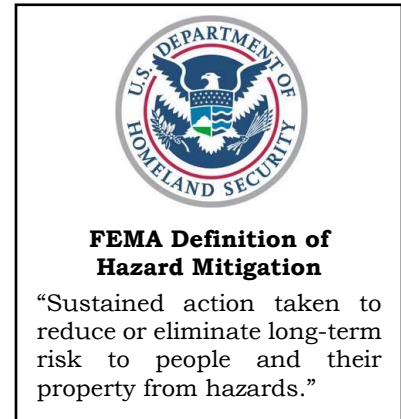 U.S. DEPARTMENT OF
HOMELAND SECURITY
FEMA Definition of
Hazard Mitigation
“Sustained action taken to
reduce or eliminate long-term
risk to people and their
property from hazards.”